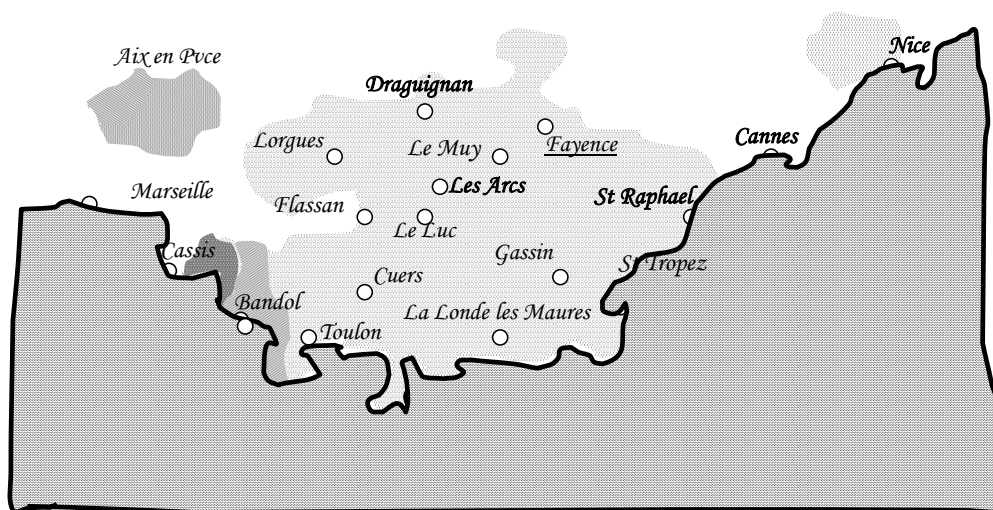 Nice
Aix en Pvce
Draguignan
Cannes
Lorgues
Le Muy
Fayence
Les Arcs
Marseille
St Raphael
Flassan
Le Luc
Cassis
Gassin
St Tropez
Cuers
Bandol
La Londe les Maures
Toulon